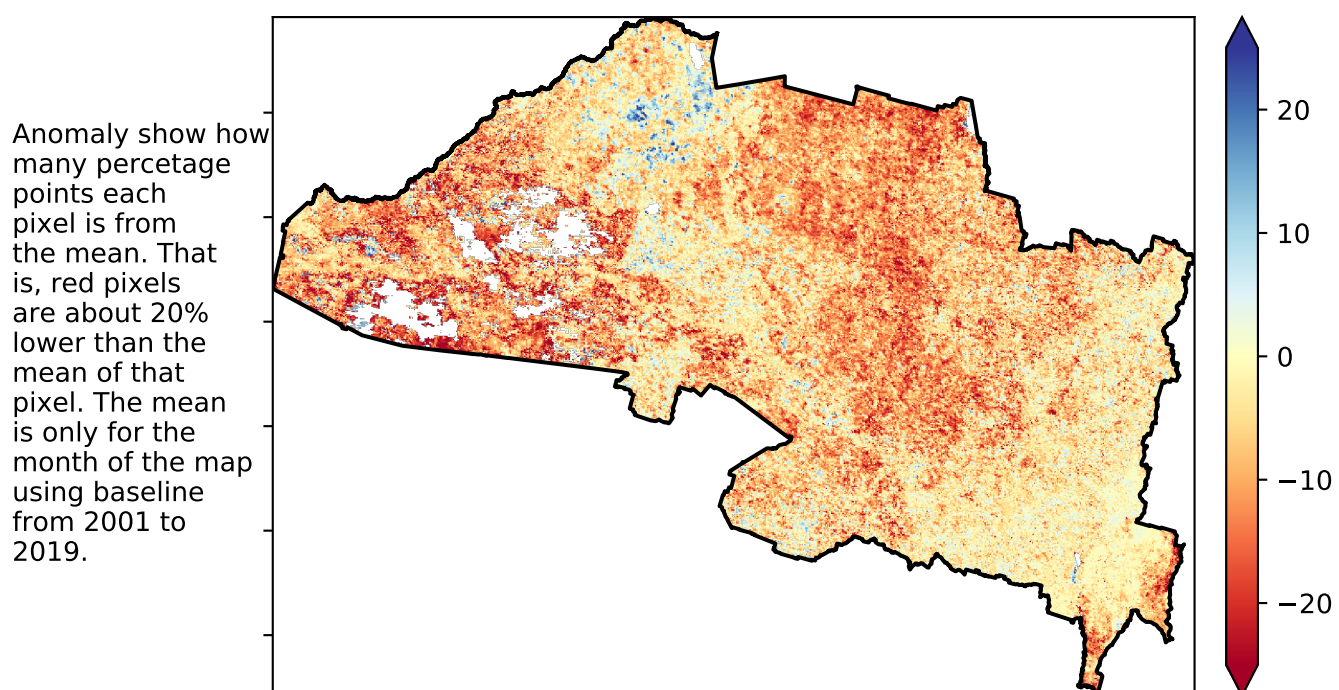 Anomaly show how
many percetage
points each
pixel is from
the mean. That
is, red pixels
are about 20%
lower than the
mean of that
pixel. The mean
is only for the
month of the map
using baseline
from 2001 to
2019.
20
10
0
−10
−20